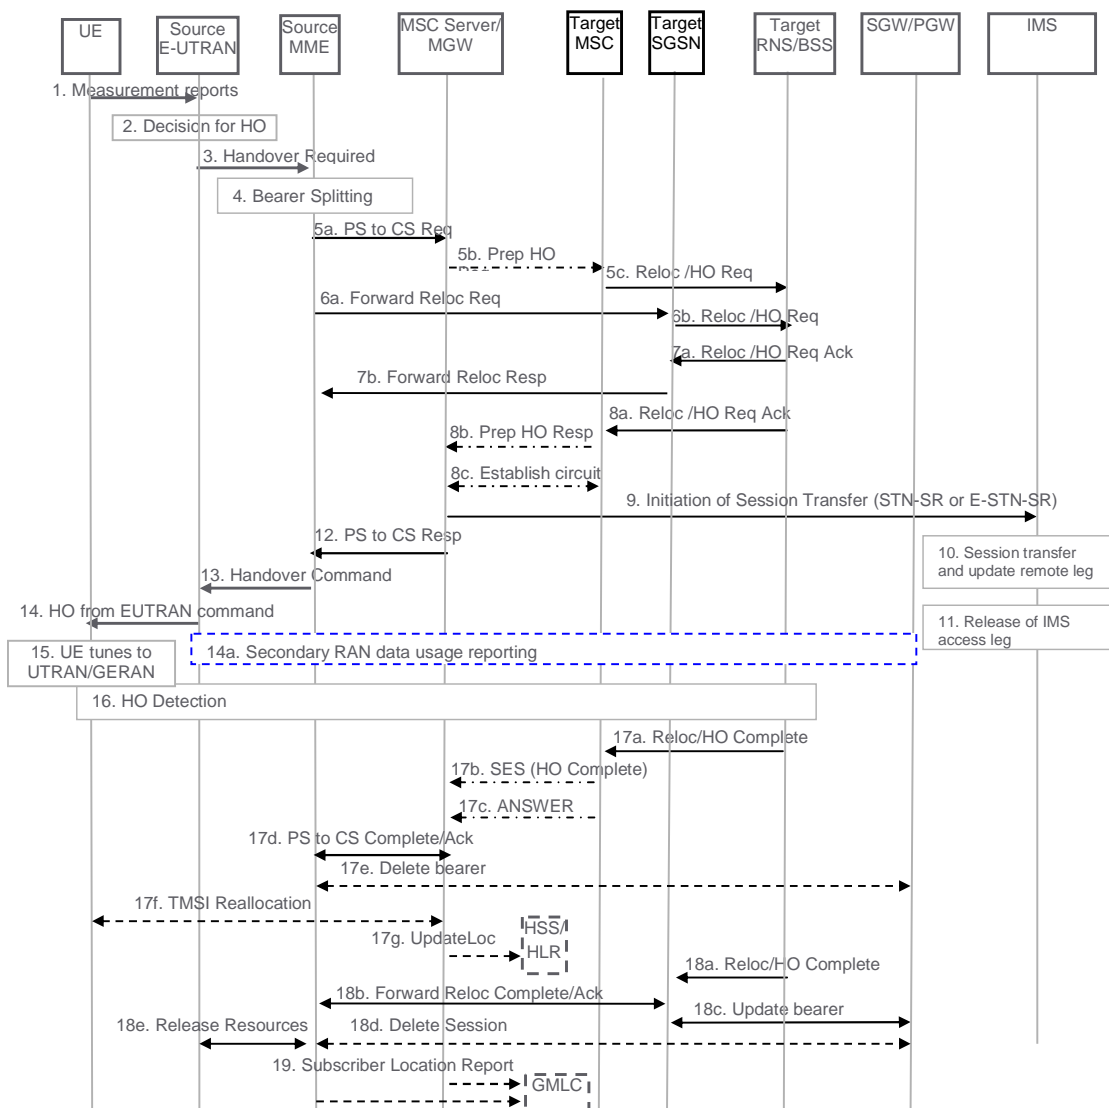 UE
Source
E-UTRAN
Source
MME
MSC Server/
MGW
Target
MSC
Target
SGSN
Target
RNS/BSS
SGW/PGW
IMS
1. Measurement reports
2. Decision for HO
3. Handover Required
4. Bearer Splitting
5a. PS to CS Req
5b. Prep HO
5c. Reloc /HO Req
6a. Forward Reloc Req
6b. Reloc /HO Req
7a. Reloc /HO Req Ack
7b. Forward Reloc Resp
8a. Reloc /HO Req Ack
8b. Prep HO Resp
8c. Establish circuit
9. Initiation of Session Transfer (STN-SR or E-STN-SR)
12. PS to CS Resp
10. Session transfer
and update remote leg
13. Handover Command
14. HO from EUTRAN command
11. Release of IMS
access leg
15. UE tunes to
UTRAN/GERAN
14a. Secondary RAN data usage reporting
16. HO Detection
17a. Reloc/HO Complete
17b. SES (HO Complete)
17c. ANSWER
17d. PS to CS Complete/Ack
17e. Delete bearer
17f. TMSI Reallocation
17g. UpdateLoc
HSS/
HLR
18a. Reloc/HO Complete
18b. Forward Reloc Complete/Ack
18c. Update bearer
18e. Release Resources
18d. Delete Session
19. Subscriber Location Report
GMLC